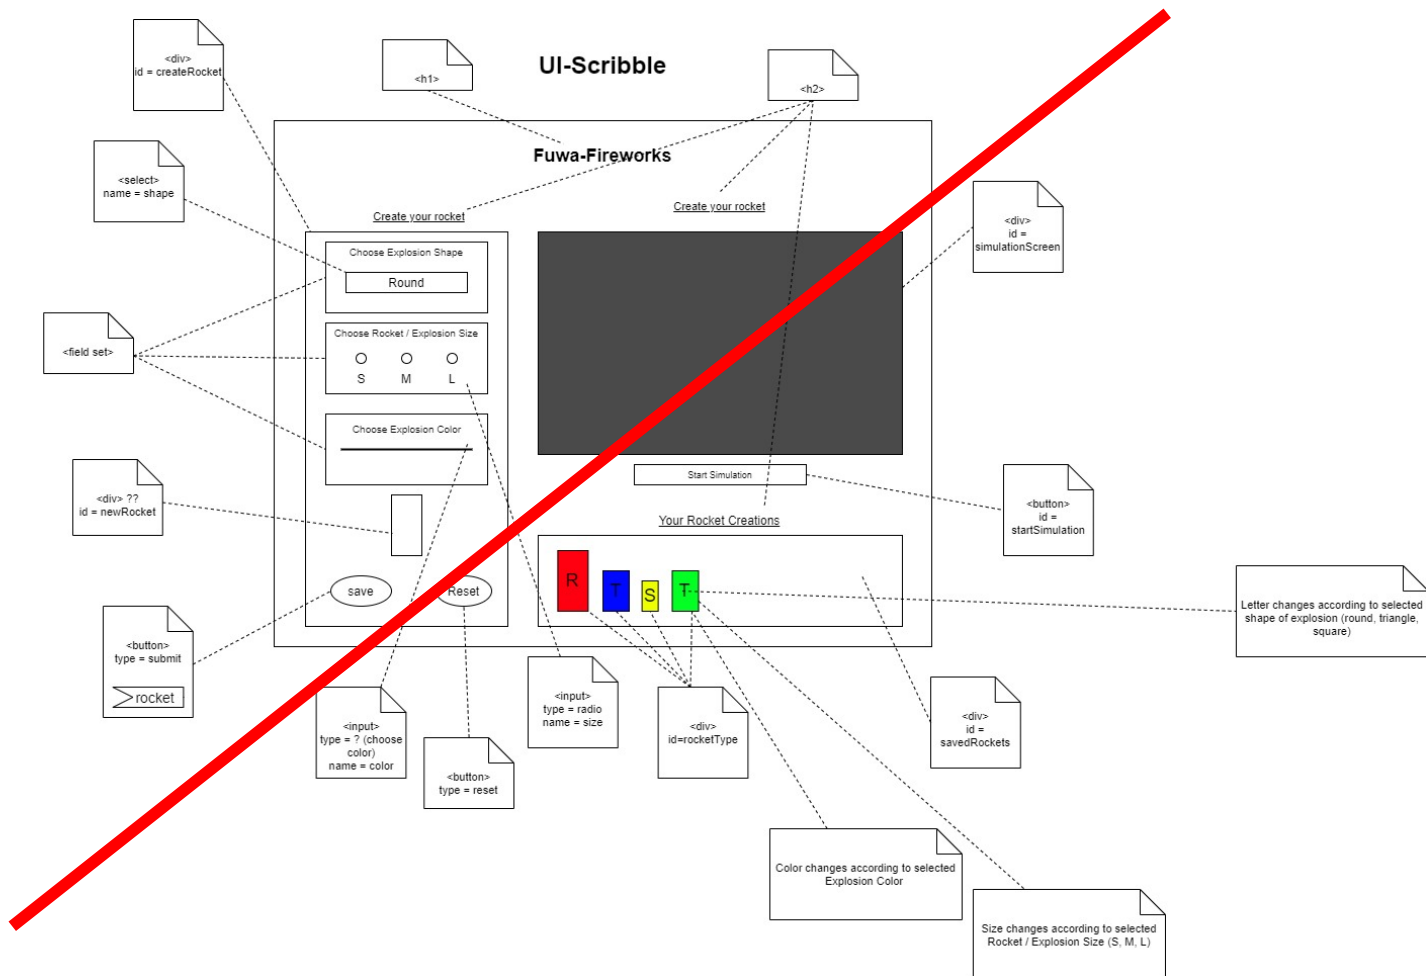 UI-Scribble
<div>
id = createRocket
<h1>
<h2>
Fuwa-Fireworks
<select>
name = shape
Create your rocket
Create your rocket
<div>
id =
simulationScreen
Choose Explosion Shape
Round
<field set>
Choose Rocket / Explosion Size
S
M
L
Choose Explosion Color
Start Simulation
<div> ??
id = newRocket
<button>
id =
startSimulation
Your Rocket Creations
R
T
S
T
save
Reset
Letter changes according to selected
shape of explosion (round, triangle,
square)
<button>
type = submit
rocket
<input>
type = ? (choose
color)
name = color
<button>
type = reset
<input>
type = radio
name = size
<div>
id=rocketType
<div>
id =
savedRockets
Color changes according to selected
Explosion Color
Size changes according to selected
Rocket / Explosion Size (S, M, L)